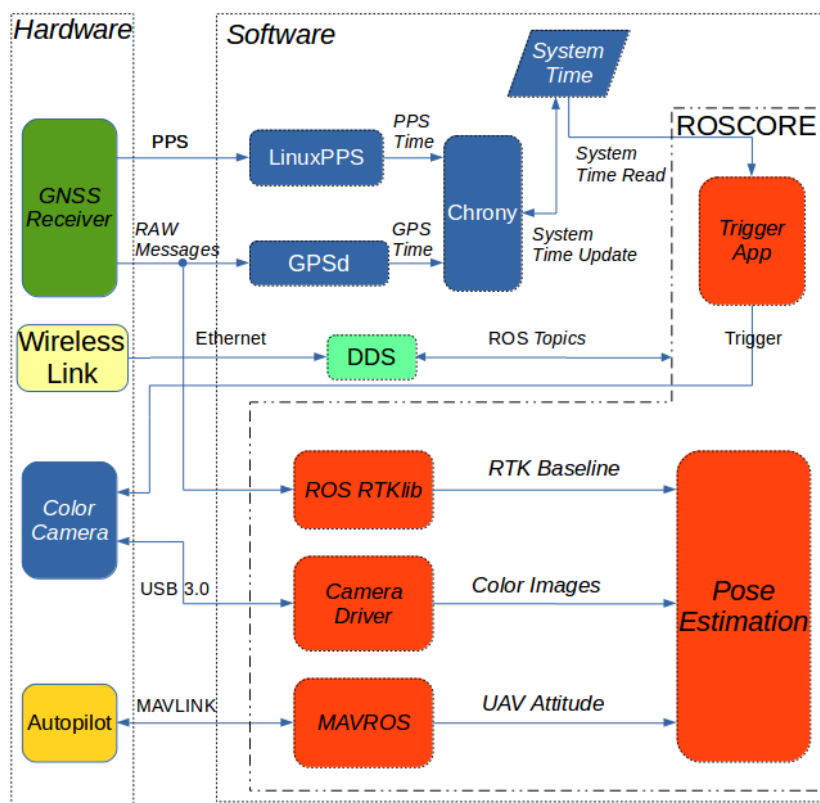 Hardware
Software
System
Time
ROSCORE
PPS
PPS
Time
LinuxPPS
System
Time Read
GNSS
Receiver
Chrony
Trigger
App
RAW
Messages
GPS
Time
System
Time Update
GPSd
Wireless
Link
Ethernet
DDS
ROS Topics
Trigger
ROS RTKlib
RTK Baseline
Color
Camera
USB 3.0
Camera
Driver
Color Images
Pose
Estimation
Autopilot
MAVLINK
MAVROS
UAV Attitude